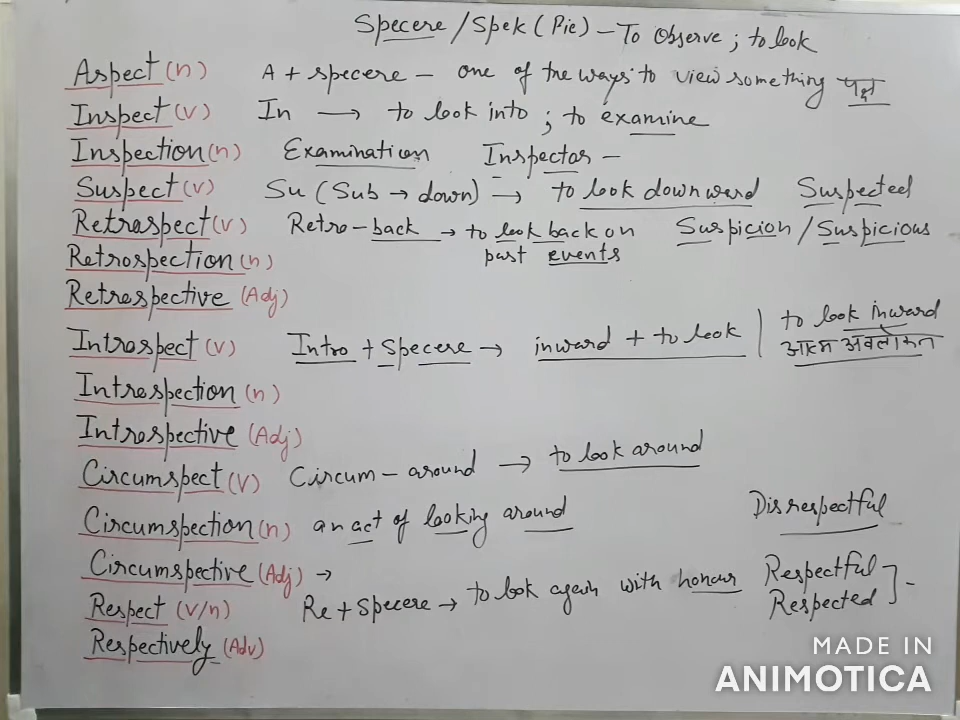 Specere / Spek (Pie) – To Observe ; to look
Aspect (n) A + specere – one of the ways to view something पक्ष
Inspect (v) In → to look into ; to examine
Inspection (n) Examination Inspector –
Suspect (v) Su (Sub → down) → to look downward Suspected
Retrospect (v) Retro – back → to look back on past events Suspicion / Suspicious
Retrospection (n)
Retrospective (Adj)
Introspect (v) Intro + Specere → inward + to look | to look inward
आत्म अवलोकन
Introspection (n)
Introspective (Adj)
Circumspect (v) Circum – around → to look around
Circumspection (n) an act of looking around Disrespectful
Circumspective (Adj) →
Respect (v/n) Re + Specere → to look again with honour Respectful
Respected ] -
Respectively (Adv)
MADE IN
ANIMOTICA